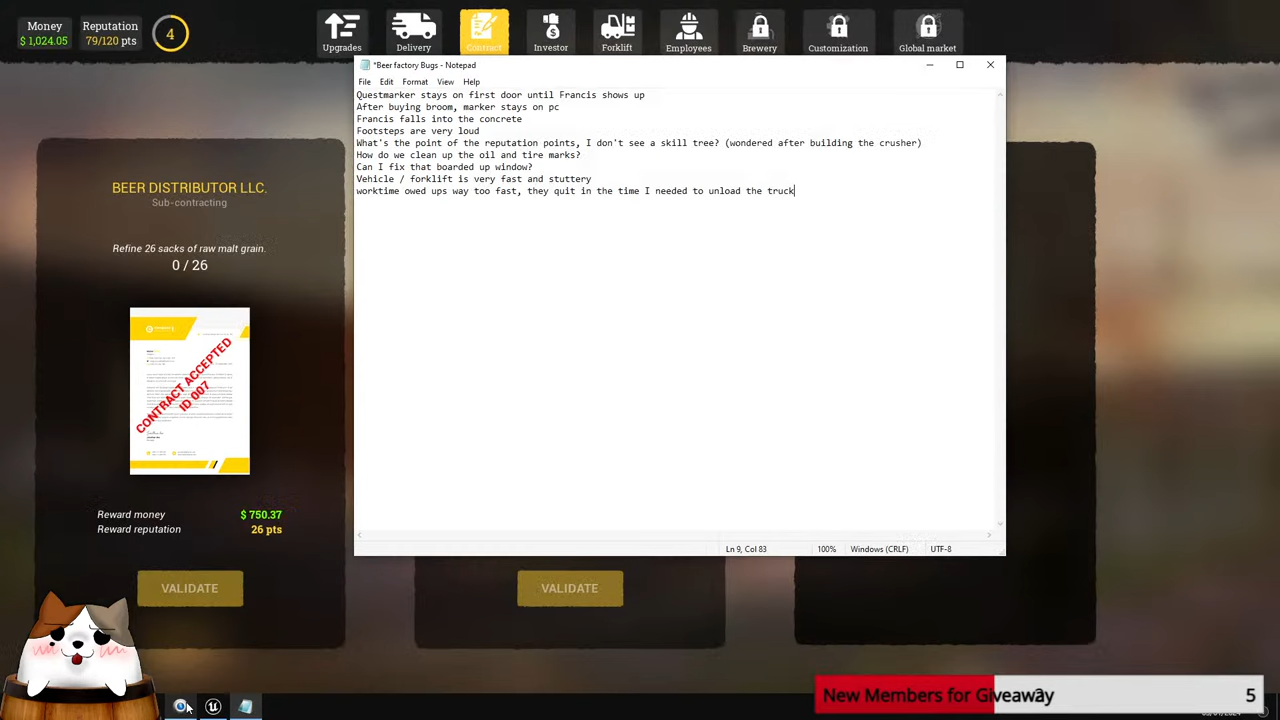 Money
$ 1,024.05
Reputation
79/120 pts
4
Upgrades
Delivery
Contract
Investor
Forklift
Employees
Brewery
Customization
Global market
*Beer factory Bugs - Notepad
File Edit Format View Help
Questmarker stays on first door until Francis shows up
After buying broom, marker stays on pc
Francis falls into the concrete
Footsteps are very loud
What's the point of the reputation points, I don't see a skill tree? (wondered after building the crusher)
How do we clean up the oil and tire marks?
Can I fix that boarded up window?
Vehicle / forklift is very fast and stuttery
worktime owed ups way too fast, they quit in the time I needed to unload the truck
Ln 9, Col 83
100%
Windows (CRLF)
UTF-8
BEER DISTRIBUTOR LLC.
Sub-contracting
Refine 26 sacks of raw malt grain.
0 / 26
CONTRACT ACCEPTED
ID 007
Reward money
$ 750.37
Reward reputation
26 pts
VALIDATE
VALIDATE
New Members for Giveaway
5